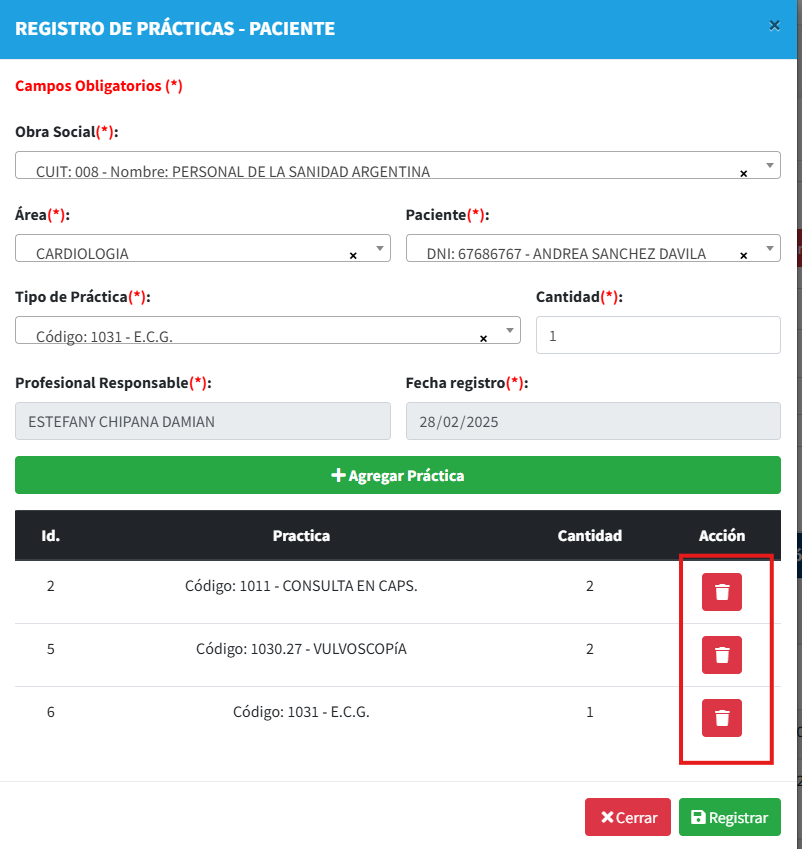 REGISTRO DE PRÁCTICAS - PACIENTE ×
Campos Obligatorios (*)
Obra Social(*):
CUIT: 008 - Nombre: PERSONAL DE LA SANIDAD ARGENTINA ×
Área(*): Paciente(*):
CARDIOLOGIA × DNI: 67686767 - ANDREA SANCHEZ DAVILA ×
Tipo de Práctica(*): Cantidad(*):
Código: 1031 - E.C.G. × 1
Profesional Responsable(*): Fecha registro(*):
ESTEFANY CHIPANA DAMIAN 28/02/2025
Agregar Práctica
Id. Practica Cantidad Acción
2 Código: 1011 - CONSULTA EN CAPS. 2
5 Código: 1030.27 - VULVOSCOPíA 2
6 Código: 1031 - E.C.G. 1
Cerrar Registrar